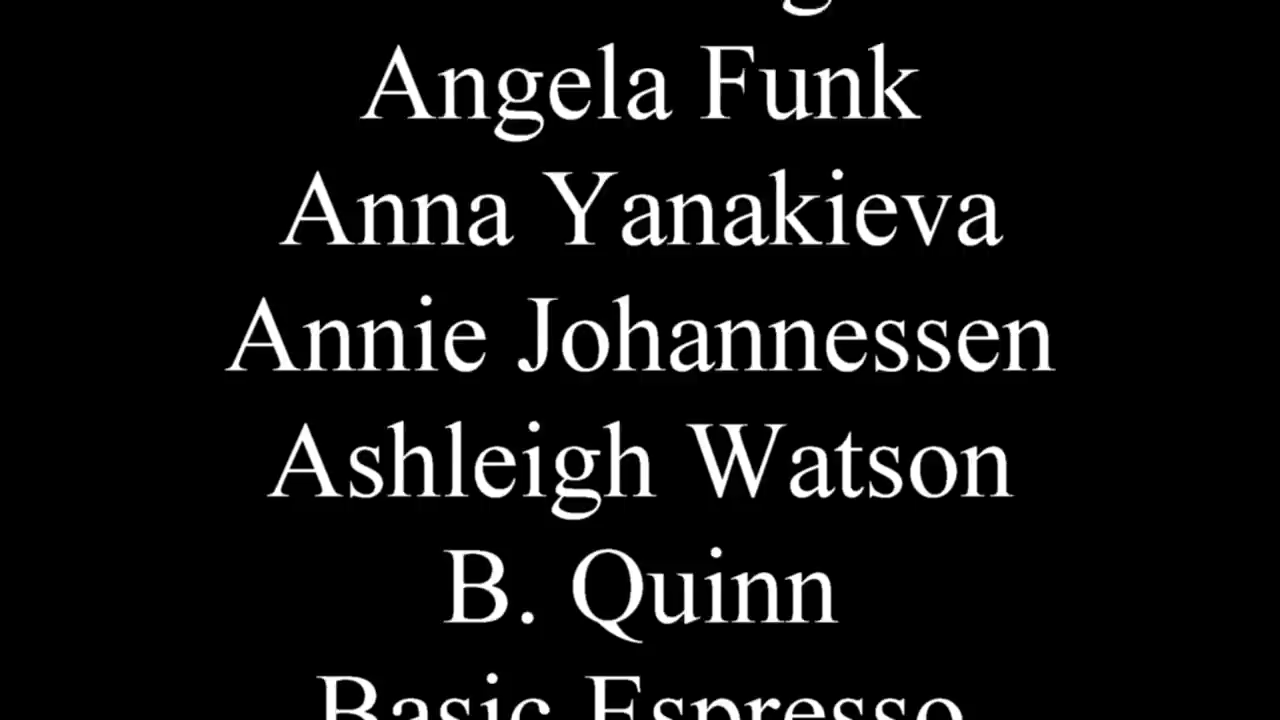 Angela Funk
Anna Yanakieva
Annie Johannessen
Ashleigh Watson
B. Quinn
Basic Espresso